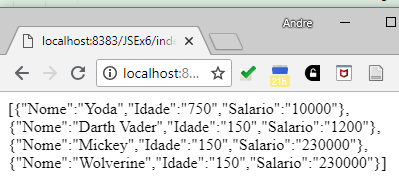 Andre
localhost:8383/JSEx6/inde
localhost:8...
21h
[{"Nome":"Yoda","Idade":"750","Salario":"10000"},
{"Nome":"Darth Vader","Idade":"150","Salario":"1200"},
{"Nome":"Mickey","Idade":"150","Salario":"230000"},
{"Nome":"Wolverine","Idade":"150","Salario":"230000"}]